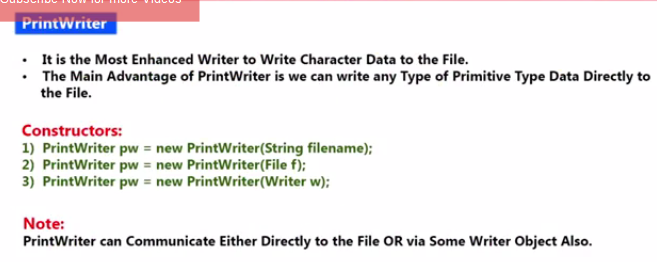 Subscribe Now for more Videos
PrintWriter
• It is the Most Enhanced Writer to Write Character Data to the File.
• The Main Advantage of PrintWriter is we can write any Type of Primitive Type Data Directly to
the File.
Constructors:
1) PrintWriter pw = new PrintWriter(String filename);
2) PrintWriter pw = new PrintWriter(File f);
3) PrintWriter pw = new PrintWriter(Writer w);
Note:
PrintWriter can Communicate Either Directly to the File OR via Some Writer Object Also.